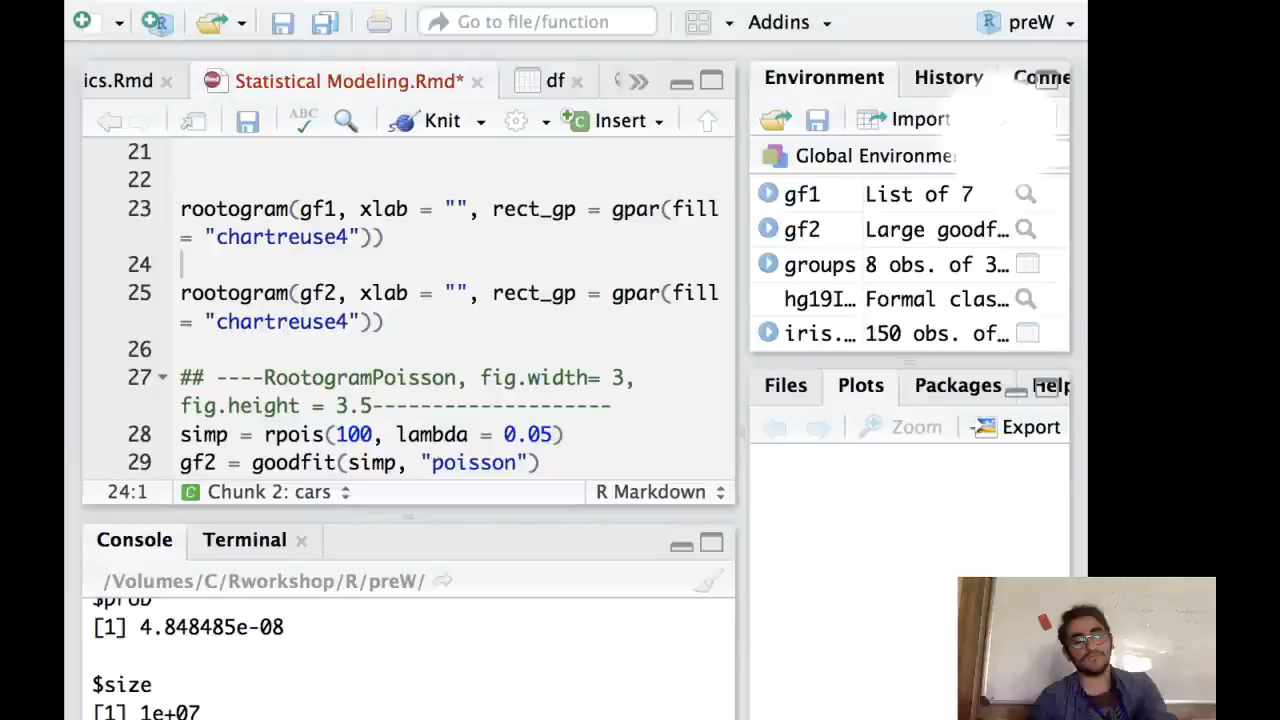 Go to file/function
Addins
preW
ics.Rmd
Statistical Modeling.Rmd*
df
ABC
Knit
Insert
21
22
23 rootogram(gf1, xlab = "", rect_gp = gpar(fill
= "chartreuse4"))
24
25 rootogram(gf2, xlab = "", rect_gp = gpar(fill
= "chartreuse4"))
26
27 ## ----RootogramPoisson, fig.width= 3,
fig.height = 3.5--------------------
28 simp = rpois(100, lambda = 0.05)
29 gf2 = goodfit(simp, "poisson")
24:1 Chunk 2: cars R Markdown
Console Terminal
/Volumes/C/Rworkshop/R/preW/
$prob
[1] 4.848485e-08
$size
[1] 1e+07
Environment History Conne
Import
Global Environme
gf1 List of 7
gf2 Large goodf…
groups 8 obs. of 3…
hg19I… Formal clas…
iris.… 150 obs. of…
Files Plots Packages Help
Zoom Export